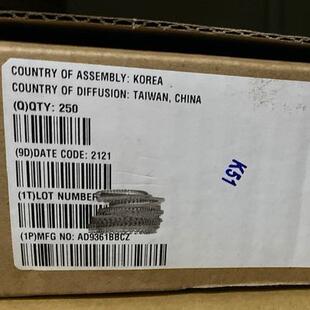 COUNTRY OF ASSEMBLY: KOREA
COUNTRY OF DIFFUSION: TAIWAN, CHINA
(Q)QTY: 250
(9D)DATE CODE: 2121
(1T)LOT NUMBER
(1P)MFG NO: AD9361BBCZ
K51